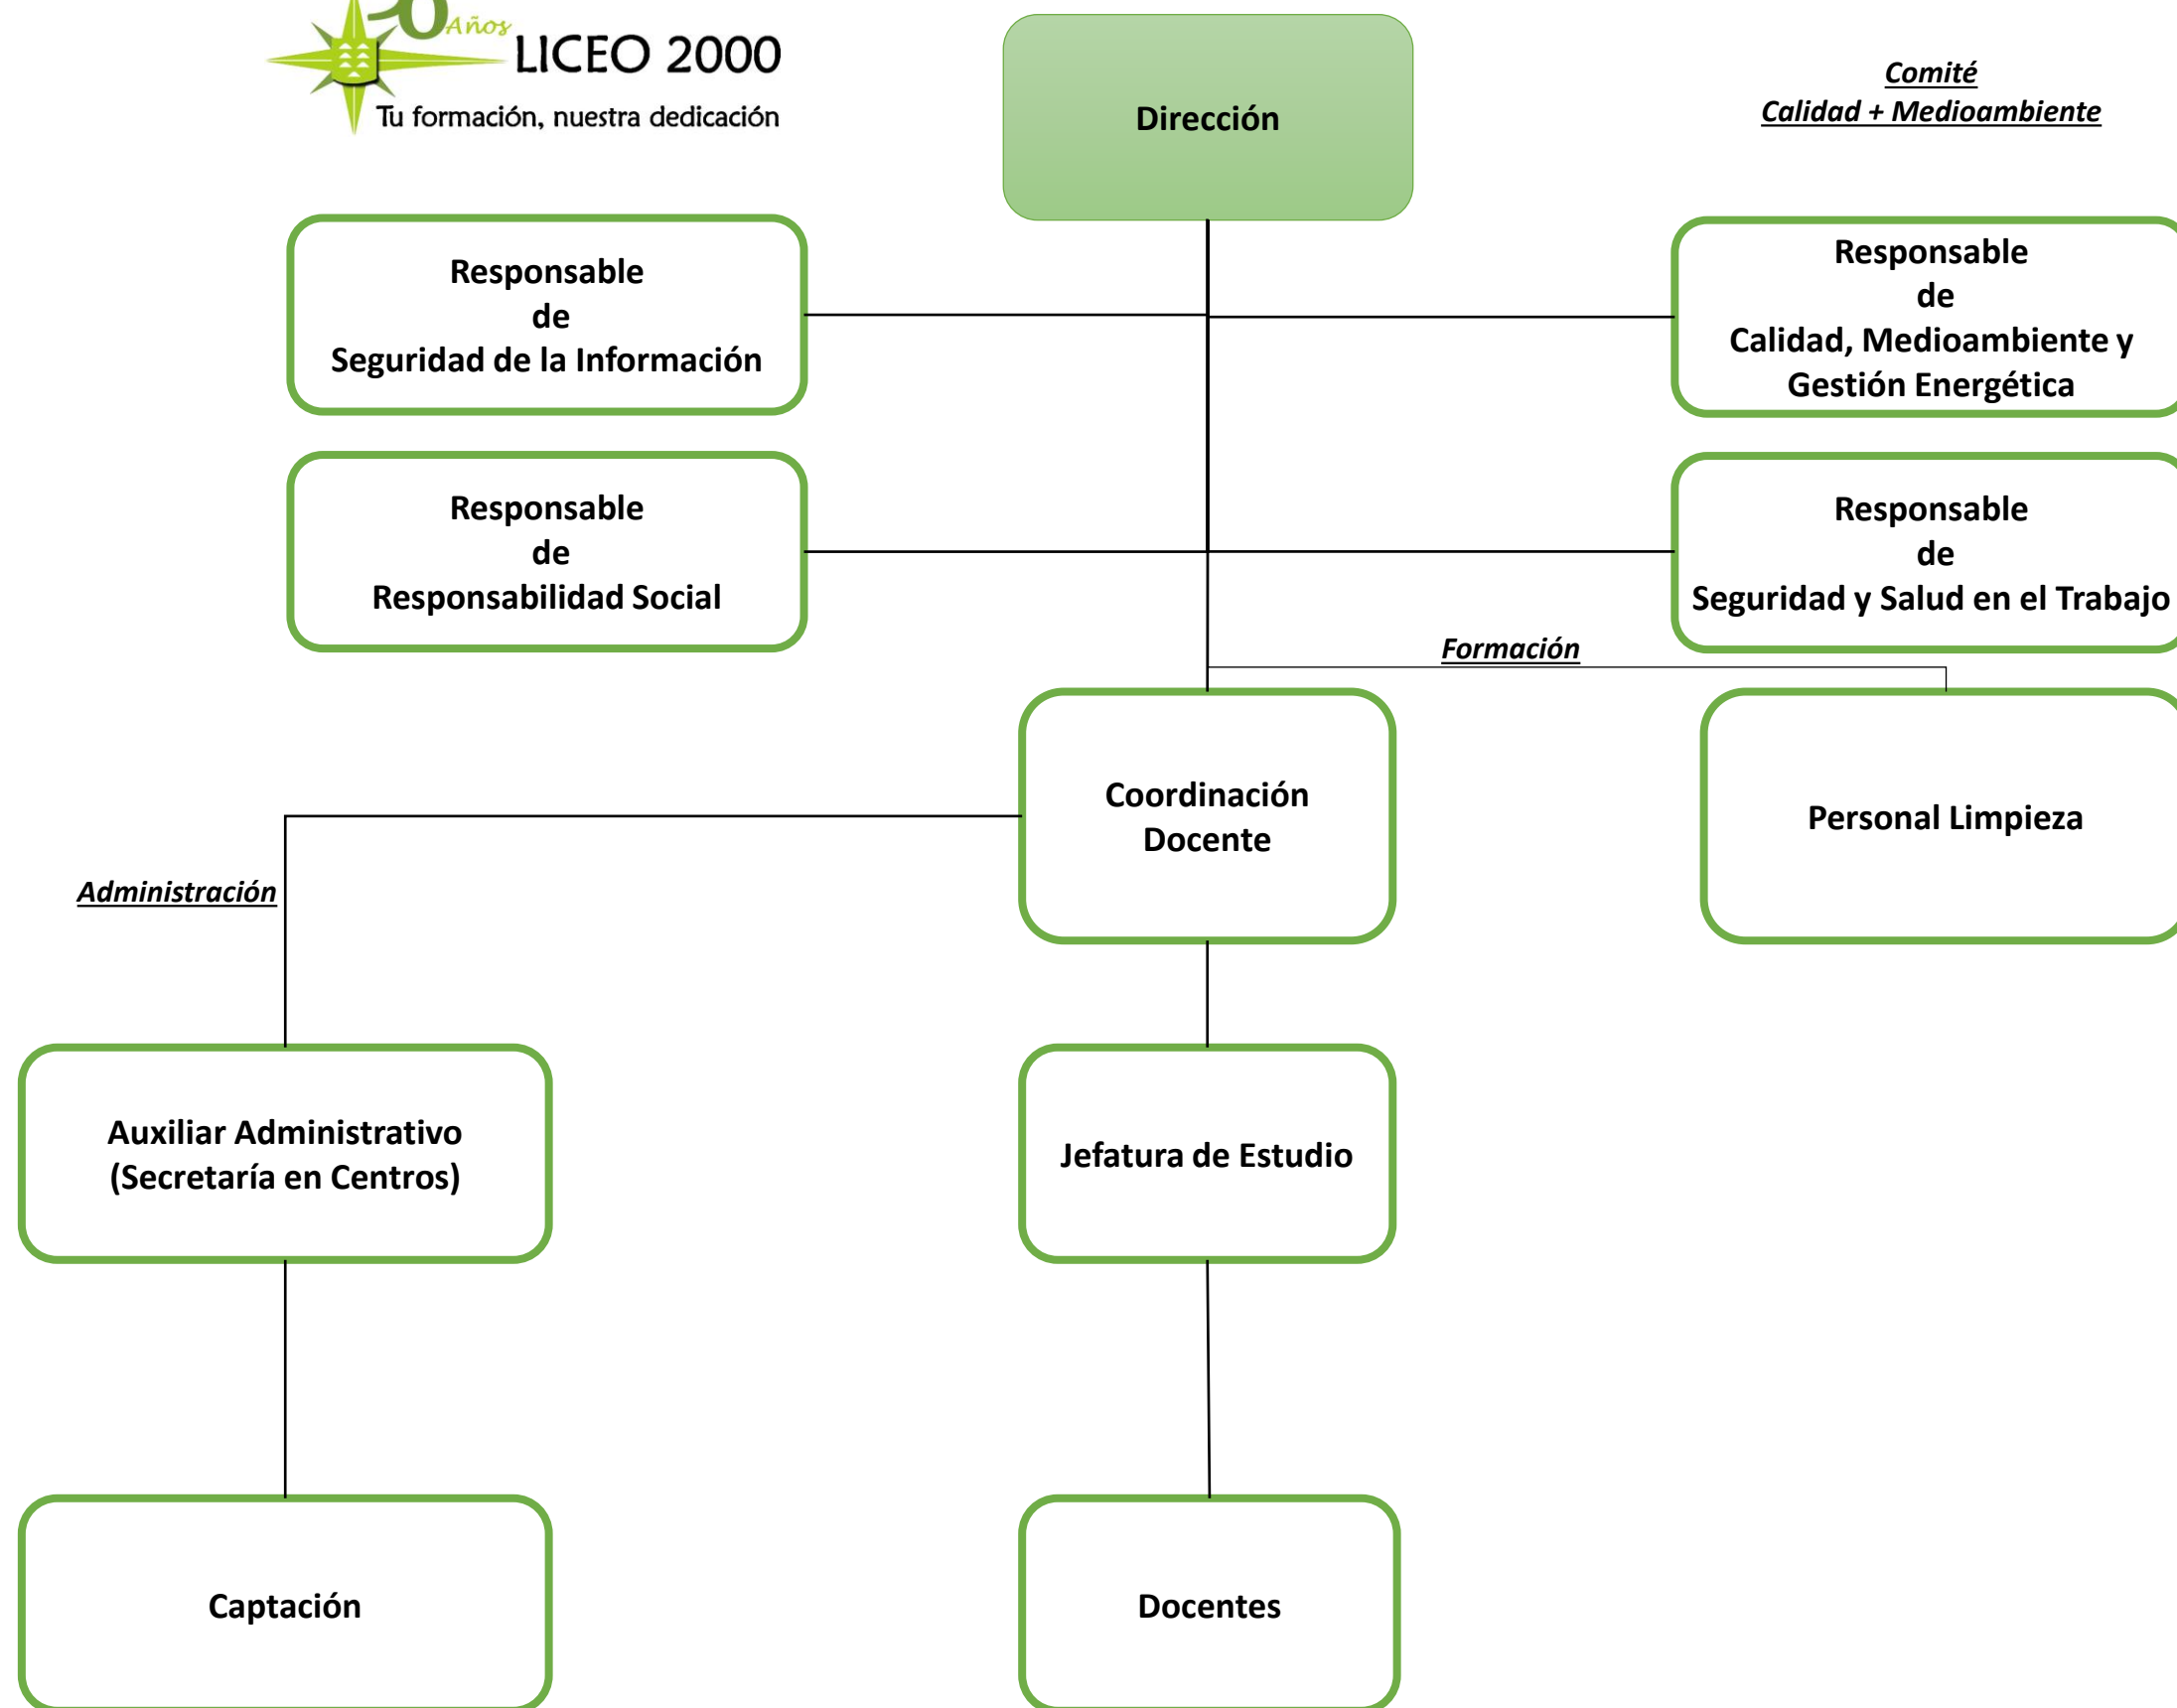 Años
LICEO 2000
Tu formación, nuestra dedicación
Dirección
Comité
Calidad + Medioambiente
Responsable
de
Seguridad de la Información
Responsable
de
Calidad, Medioambiente y
Gestión Energética
Responsable
de
Responsabilidad Social
Responsable
de
Seguridad y Salud en el Trabajo
Formación
Coordinación
Docente
Personal Limpieza
Administración
Auxiliar Administrativo
(Secretaría en Centros)
Jefatura de Estudio
Captación
Docentes